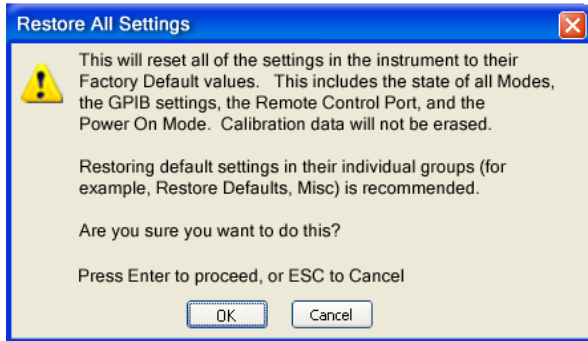 Restore All Settings
This will reset all of the settings in the instrument to their
Factory Default values. This includes the state of all Modes,
the GPIB settings, the Remote Control Port, and the
Power On Mode. Calibration data will not be erased.
Restoring default settings in their individual groups (for
example, Restore Defaults, Misc) is recommended.
Are you sure you want to do this?
Press Enter to proceed, or ESC to Cancel
OK
Cancel